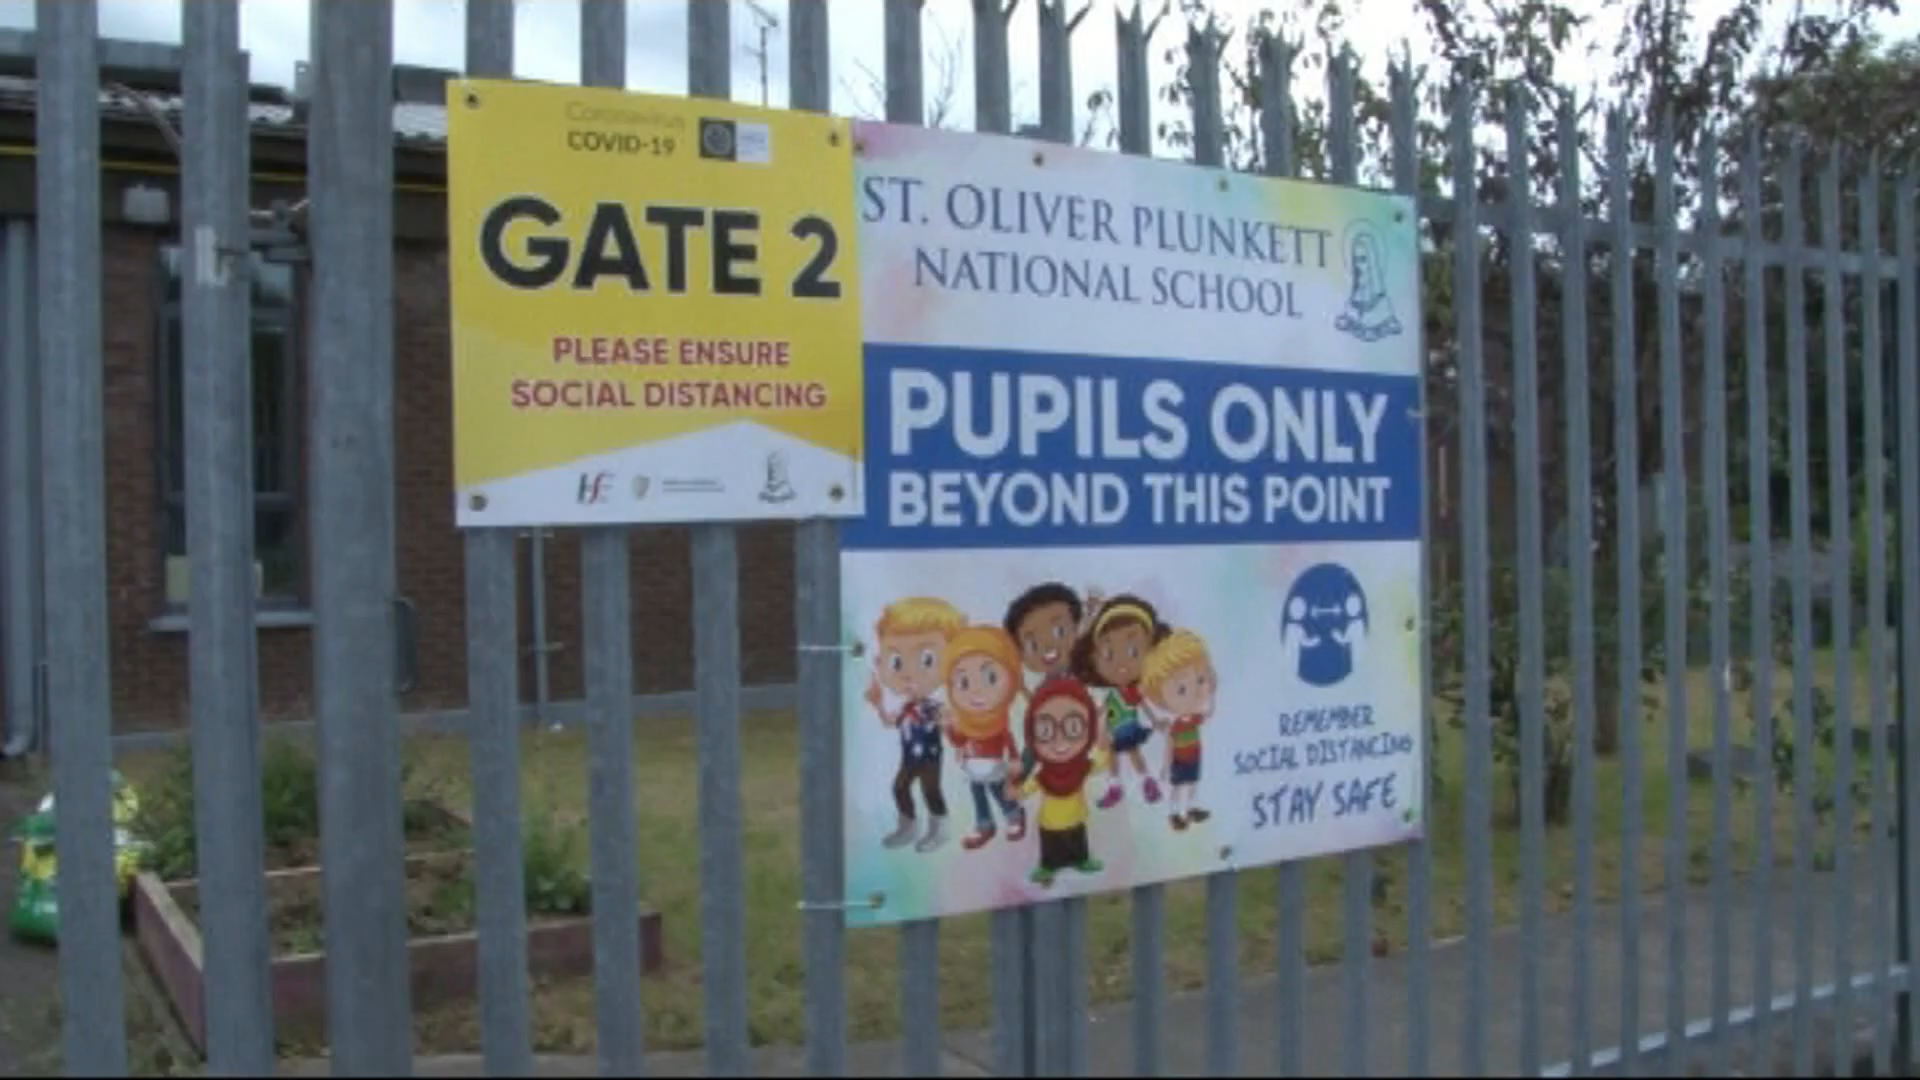 Coronavirus
COVID-19
GATE 2
PLEASE ENSURE
SOCIAL DISTANCING
ST. OLIVER PLUNKETT
NATIONAL SCHOOL
PUPILS ONLY
BEYOND THIS POINT
REMEMBER
SOCIAL DISTANCING
STAY SAFE